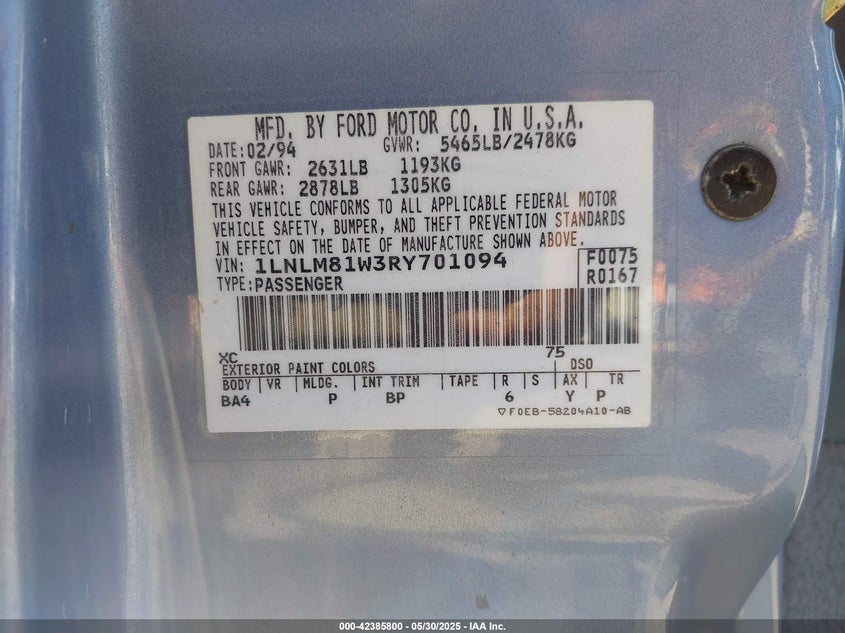 MFD. BY FORD MOTOR CO. IN U.S.A.
DATE: 02/94 GVWR: 5465LB/2478KG
FRONT GAWR: 2631LB 1193KG
REAR GAWR: 2878LB 1305KG
THIS VEHICLE CONFORMS TO ALL APPLICABLE FEDERAL MOTOR
VEHICLE SAFETY, BUMPER, AND THEFT PREVENTION STANDARDS
IN EFFECT ON THE DATE OF MANUFACTURE SHOWN ABOVE.
VIN: 1LNLM81W3RY701094 F0075
TYPE: PASSENGER R0167
XC 75
EXTERIOR PAINT COLORS DSO
BODY VR MLDG. INT TRIM TAPE R S AX TR
BA4 P BP 6 Y P
▽F0EB-58204A10-AB
000-42385800 - 05/30/2025 - IAA Inc.